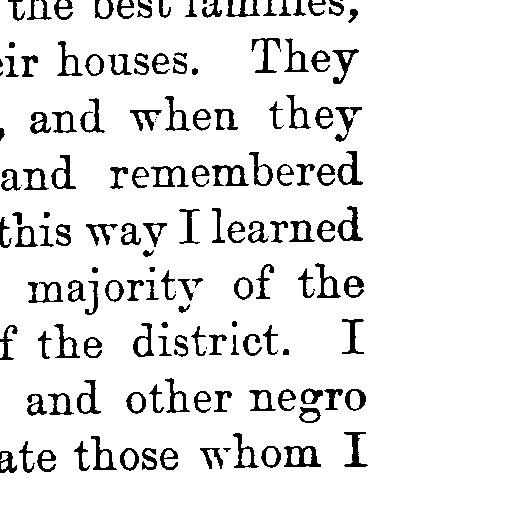 the best families,
eir houses. They
, and when they
and remembered
this way I learned
majority of the
f the district. I
and other negro
ate those whom I